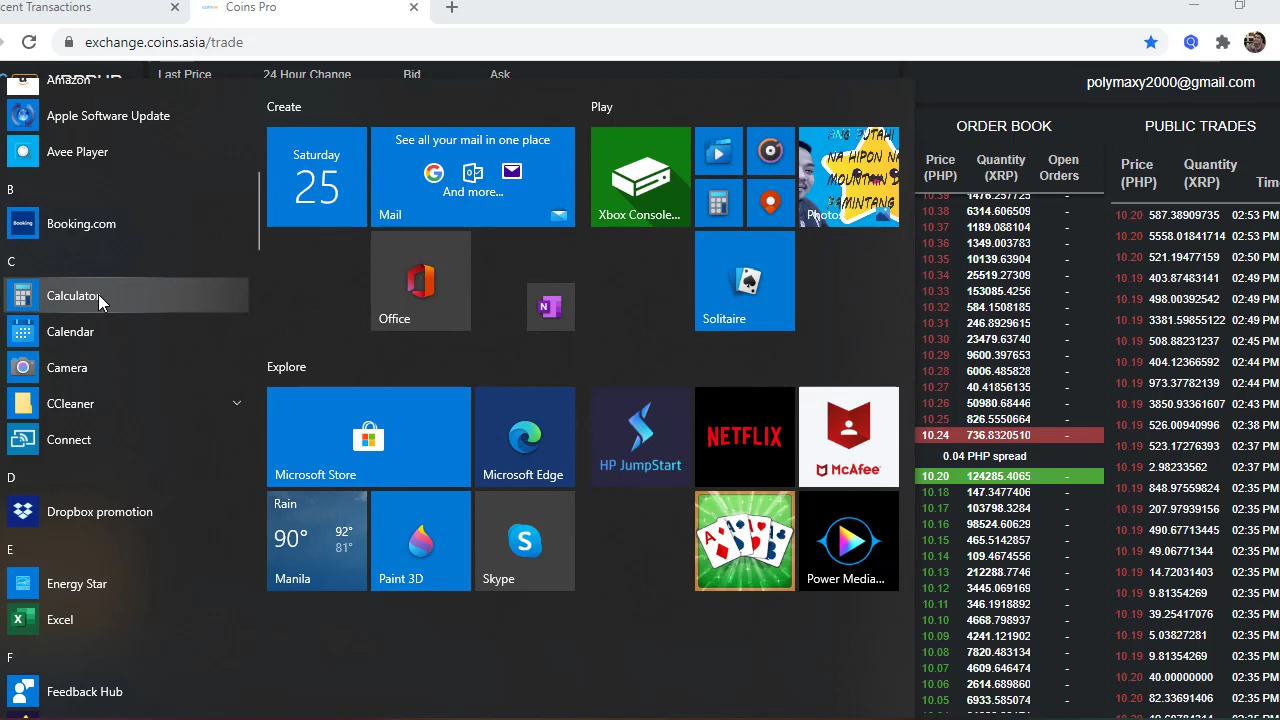 cent Transactions
Coins Pro
exchange.coins.asia/trade
Last Price
24 Hour Change
Bid
Ask
polymaxy2000@gmail.com
Amazon
Apple Software Update
Avee Player
B
Booking.com
C
Calculator
Calendar
Camera
CCleaner
Connect
D
Dropbox promotion
E
Energy Star
Excel
F
Feedback Hub
Create
Saturday
25
See all your mail in one place
And more...
Mail
Office
Play
Xbox Console...
NA HIPON NA
MOUNTAIN D
Photos
Solitaire
Explore
Microsoft Store
Microsoft Edge
HP JumpStart
NETFLIX
McAfee
Rain
90°
92°
81°
Manila
Paint 3D
Skype
Power Media...
ORDER BOOK
Price
(PHP)
Quantity
(XRP)
Open
Orders
10.38 6314.606509 -
10.37 1189.088104 -
10.36 1349.003783 -
10.35 10139.63904 -
10.34 25519.27309 -
10.33 153085.4256 -
10.32 584.1508185 -
10.31 246.8929615 -
10.30 23479.63740 -
10.29 9600.397653 -
10.28 6006.485828 -
10.27 40.41856135 -
10.26 50980.68446 -
10.25 826.5550664 -
10.24 736.8320510 -
0.04 PHP spread
10.20 124285.4065 -
10.18 147.3477406 -
10.17 103798.3284 -
10.16 98524.60629 -
10.15 465.5142857 -
10.14 109.4674556 -
10.13 212288.7746 -
10.12 3445.069169 -
10.11 346.1918892 -
10.10 4668.798937 -
10.09 4241.121902 -
10.08 7820.483134 -
10.07 4609.646474 -
10.06 2614.689860 -
10.05 6933.585074 -
PUBLIC TRADES
Price
(PHP)
Quantity
(XRP)
Tim
10.20 587.38909735 02:53 PM
10.20 5558.01841714 02:53 PM
10.20 521.19477159 02:50 PM
10.19 403.87483141 02:49 PM
10.19 498.00392542 02:49 PM
10.19 3381.59855122 02:49 PM
10.19 508.88231237 02:45 PM
10.19 404.12366592 02:44 PM
10.19 973.37782139 02:44 PM
10.19 3850.93361607 02:43 PM
10.19 526.00940996 02:38 PM
10.19 523.17276393 02:37 PM
10.19 2.98233562 02:37 PM
10.19 848.97559824 02:35 PM
10.19 207.97939156 02:35 PM
10.19 490.67713445 02:35 PM
10.19 49.06771344 02:35 PM
10.19 14.72031403 02:35 PM
10.19 9.81354269 02:35 PM
10.19 39.25417076 02:35 PM
10.19 5.03827281 02:35 PM
10.19 9.81354269 02:35 PM
10.20 40.00000000 02:35 PM
10.20 82.33691406 02:35 PM